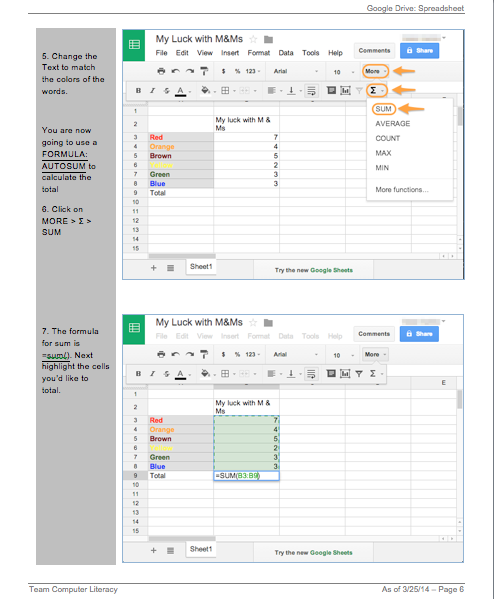 Google Drive: Spreadsheet
5. Change the
Text to match
the colors of the
words.
You are now
going to use a
FORMULA:
AUTOSUM to
calculate the
total
6. Click on
MORE > Σ >
SUM
My Luck with M&Ms
File Edit View Insert Format Data Tools Help
Comments
Share
$ % 123 Arial 10 More
B I S A Σ
SUM
AVERAGE
COUNT
MAX
MIN
More functions...
1
2 My luck with M &
Ms
3 Red 7
4 Orange 4
5 Brown 5
6 2
7 Green 3
8 Blue 3
9 Total
10
11
12
13
14
15
+ Sheet1
Try the new Google Sheets
7. The formula
for sum is
=sum(). Next
highlight the cells
you'd like to
total.
My Luck with M&Ms
File Edit View Insert Format Data Tools Help
Comments
Share
$ % 123 Arial 10 More
B I S A Σ
E
1
2 My luck with M &
Ms
3 Red 7
4 Orange 4
5 Brown 5
6 2
7 Green 3
8 Blue 3
9 Total =SUM(B3:B9)
10
11
12
13
14
15
+ Sheet1
Try the new Google Sheets
Team Computer Literacy
As of 3/25/14 – Page 6